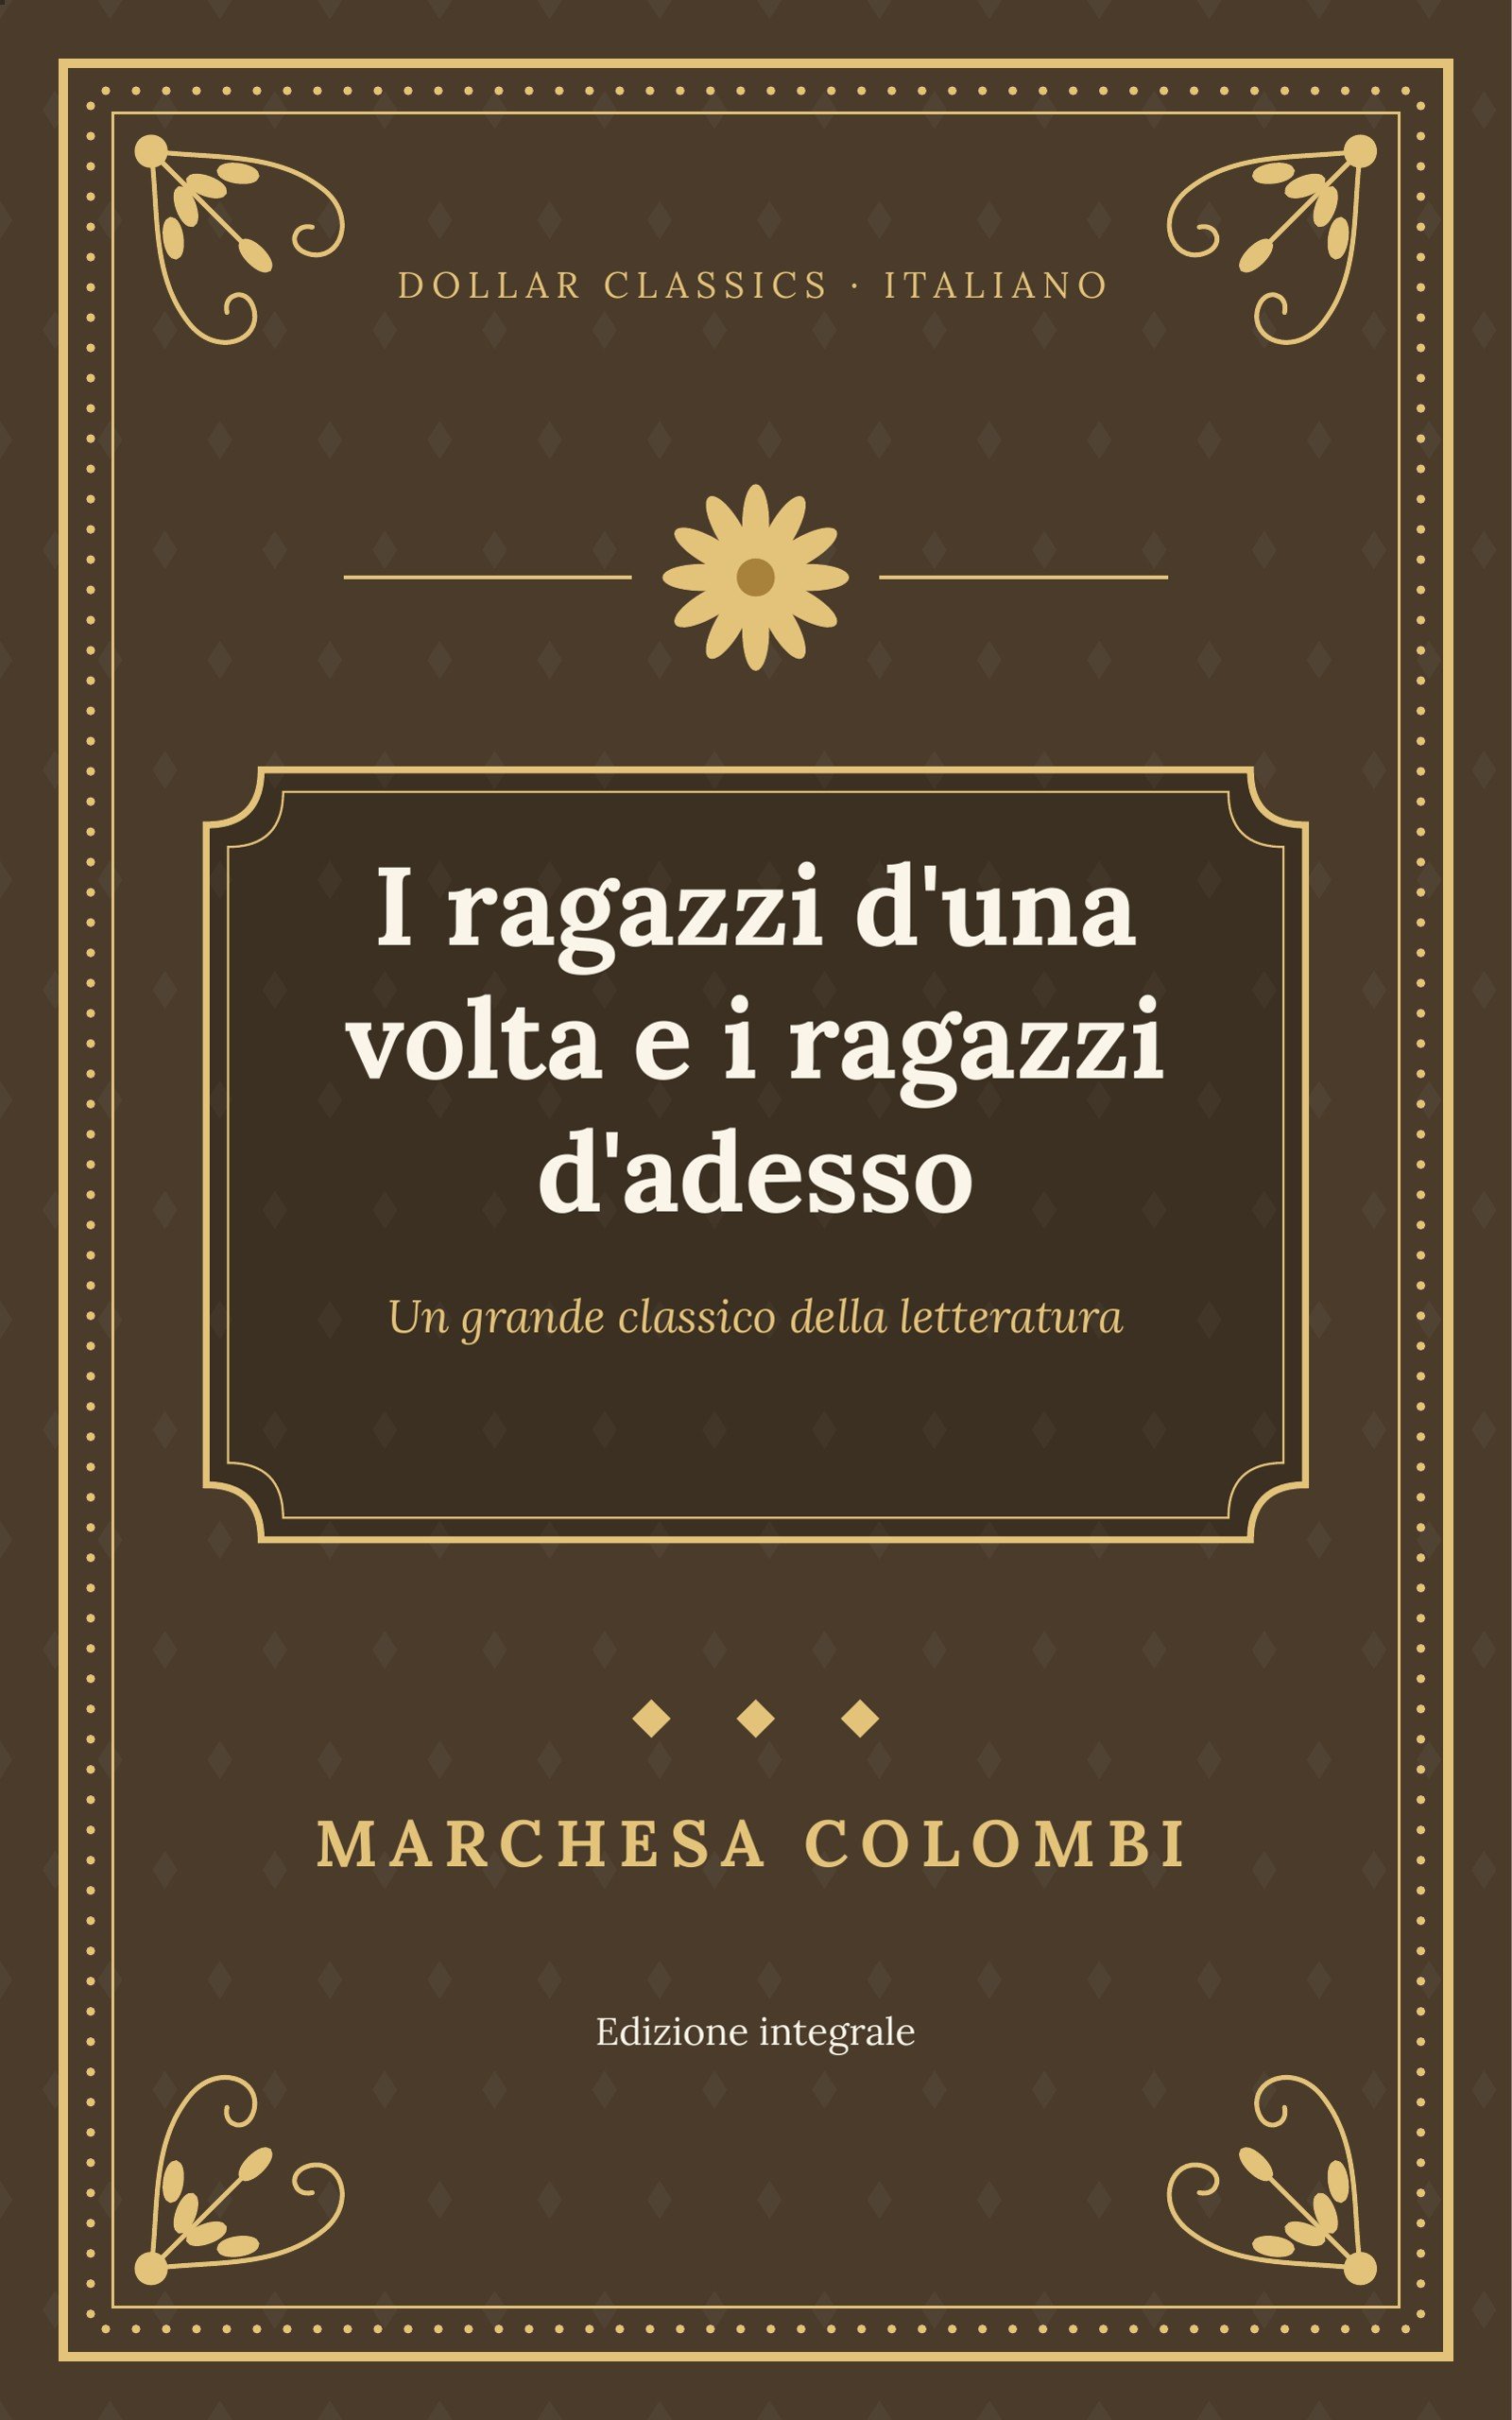 DOLLAR CLASSICS · ITALIANO
I ragazzi d'una
volta e i ragazzi
d'adesso
Un grande classico della letteratura
MARCHESA COLOMBI
Edizione integrale